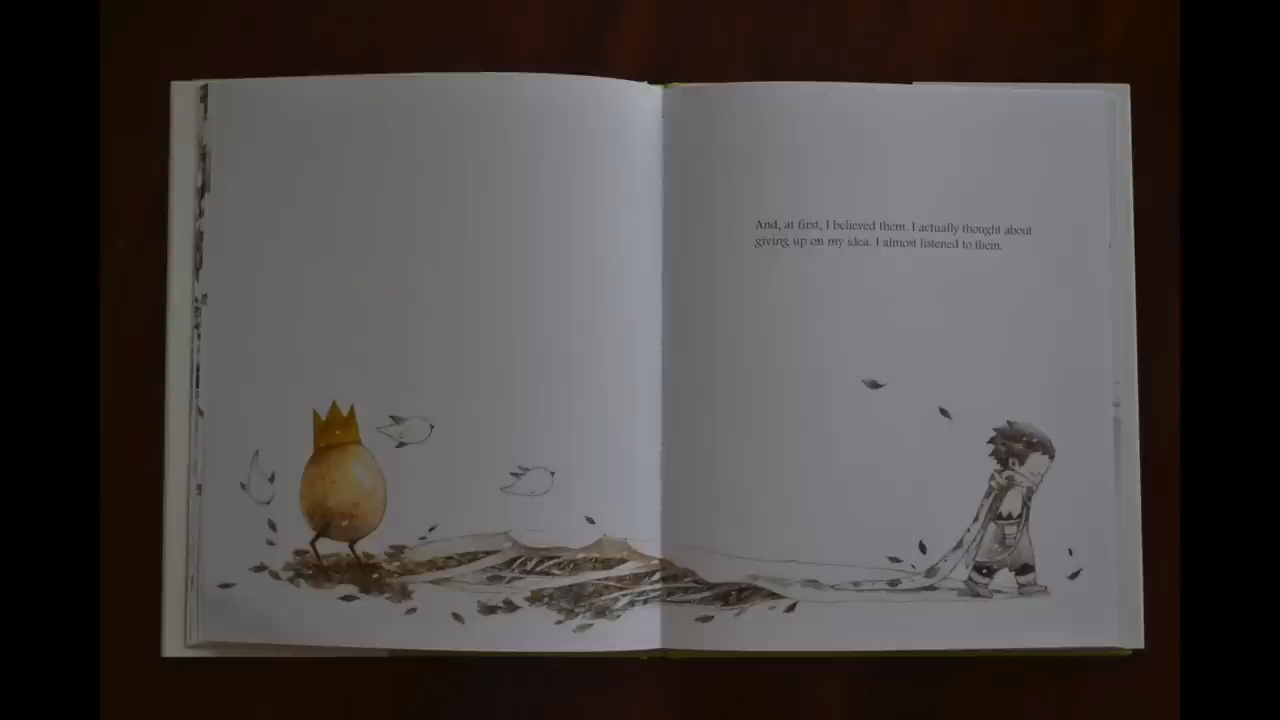 And, at first, I believed them. I actually thought about
giving up on my idea. I almost listened to them.